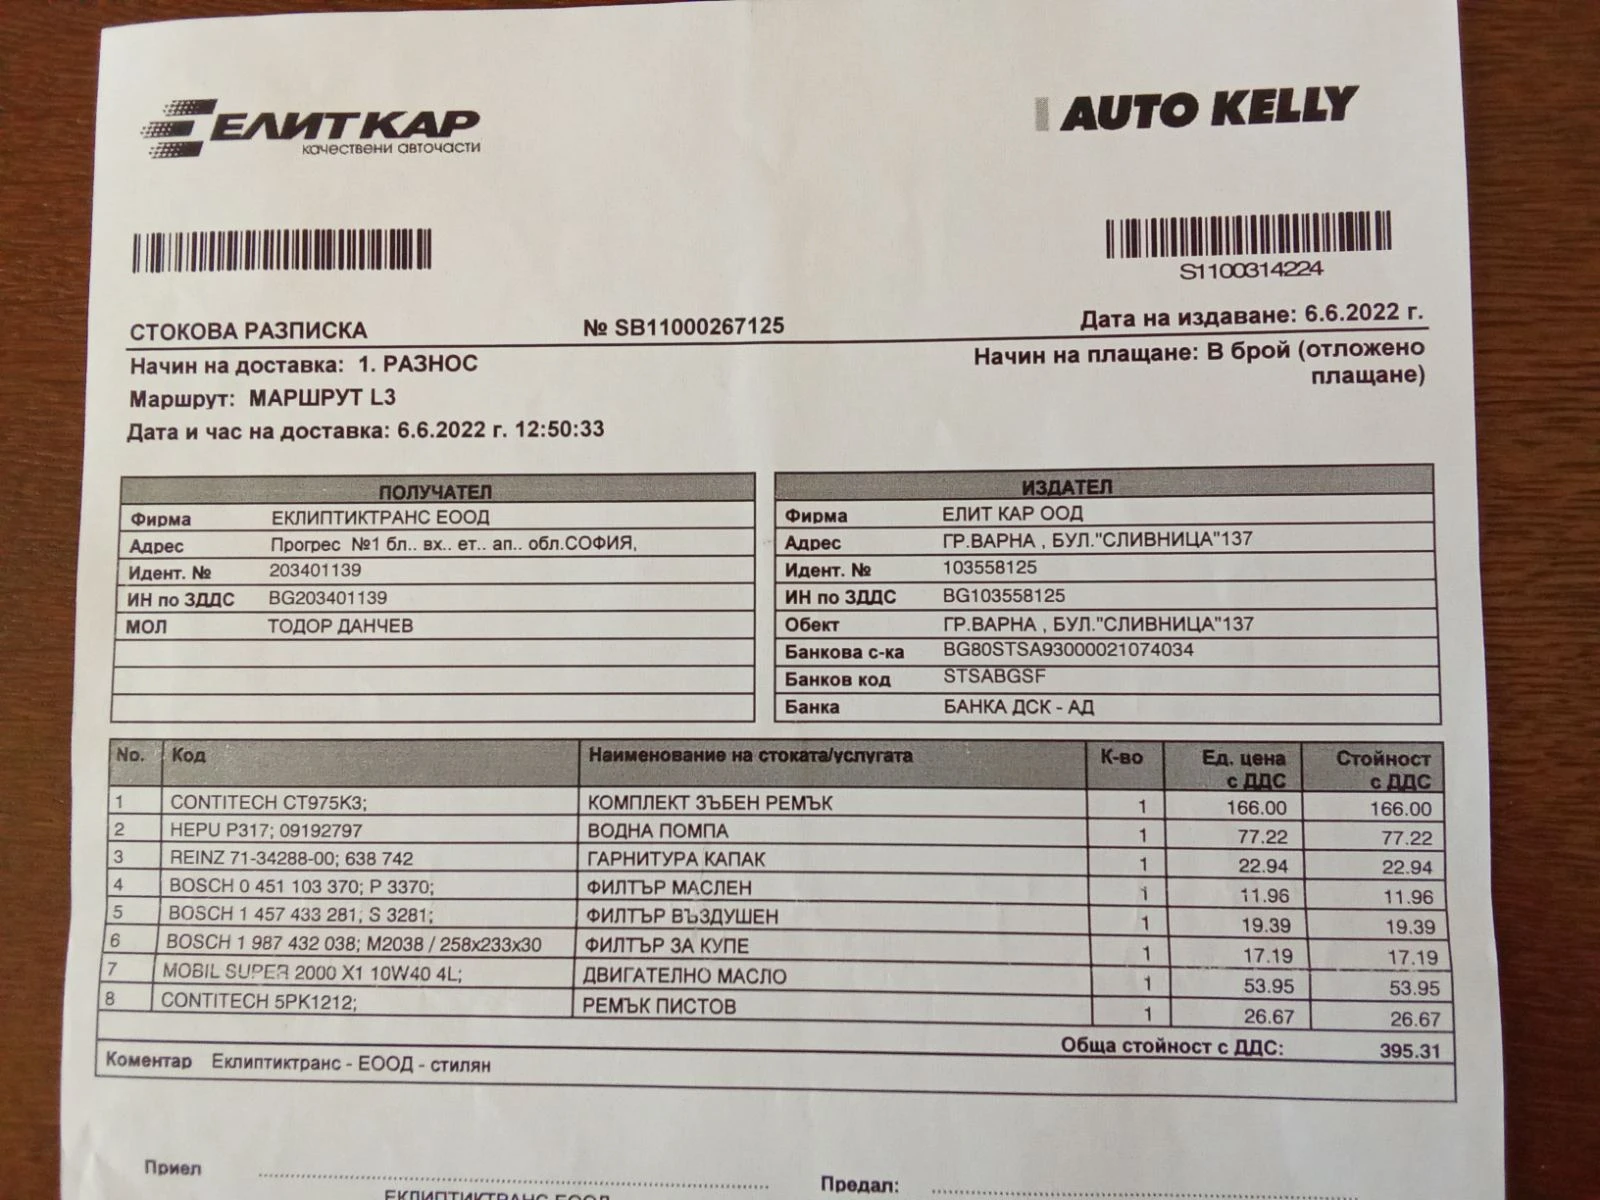 ЕЛИТ КАР
качествени авточасти
AUTO KELLY
S1100314224
СТОКОВА РАЗПИСКА № SB11000267125 Дата на издаване: 6.6.2022 г.
Начин на доставка: 1. РАЗНОС
Начин на плащане: В брой (отложено
плащане)
Маршрут: МАРШРУТ L3
Дата и час на доставка: 6.6.2022 г. 12:50:33
ПОЛУЧАТЕЛ
Фирма ЕКЛИПТИКТРАНС ЕООД
Адрес Прогрес №1 бл.. вх.. ет.. ап.. обл.СОФИЯ,
Идент. № 203401139
ИН по ЗДДС BG203401139
МОЛ ТОДОР ДАНЧЕВ
ИЗДАТЕЛ
Фирма ЕЛИТ КАР ООД
Адрес ГР.ВАРНА , БУЛ."СЛИВНИЦА"137
Идент. № 103558125
ИН по ЗДДС BG103558125
Обект ГР.ВАРНА , БУЛ."СЛИВНИЦА"137
Банкова с-ка BG80STSA93000021074034
Банков код STSABGSF
Банка БАНКА ДСК - АД
No. Код Наименование на стоката/услугата К-во Ед. цена с ДДС Стойност с ДДС
1 CONTITECH CT975K3; КОМПЛЕКТ ЗЪБЕН РЕМЪК 1 166.00 166.00
2 HEPU P317; 09192797 ВОДНА ПОМПА 1 77.22 77.22
3 REINZ 71-34288-00; 638 742 ГАРНИТУРА КАПАК 1 22.94 22.94
4 BOSCH 0 451 103 370; P 3370; ФИЛТЪР МАСЛЕН 1 11.96 11.96
5 BOSCH 1 457 433 281; S 3281; ФИЛТЪР ВЪЗДУШЕН 1 19.39 19.39
6 BOSCH 1 987 432 038; M2038 / 258x233x30 ФИЛТЪР ЗА КУПЕ 1 17.19 17.19
7 MOBIL SUPER 2000 X1 10W40 4L; ДВИГАТЕЛНО МАСЛО 1 53.95 53.95
8 CONTITECH 5PK1212; РЕМЪК ПИСТОВ 1 26.67 26.67
Обща стойност с ДДС: 395.31
Коментар Еклиптиктранс - ЕООД - стилян
Приел
Предал:
ЕКЛИПТИКТРАНС ЕООД